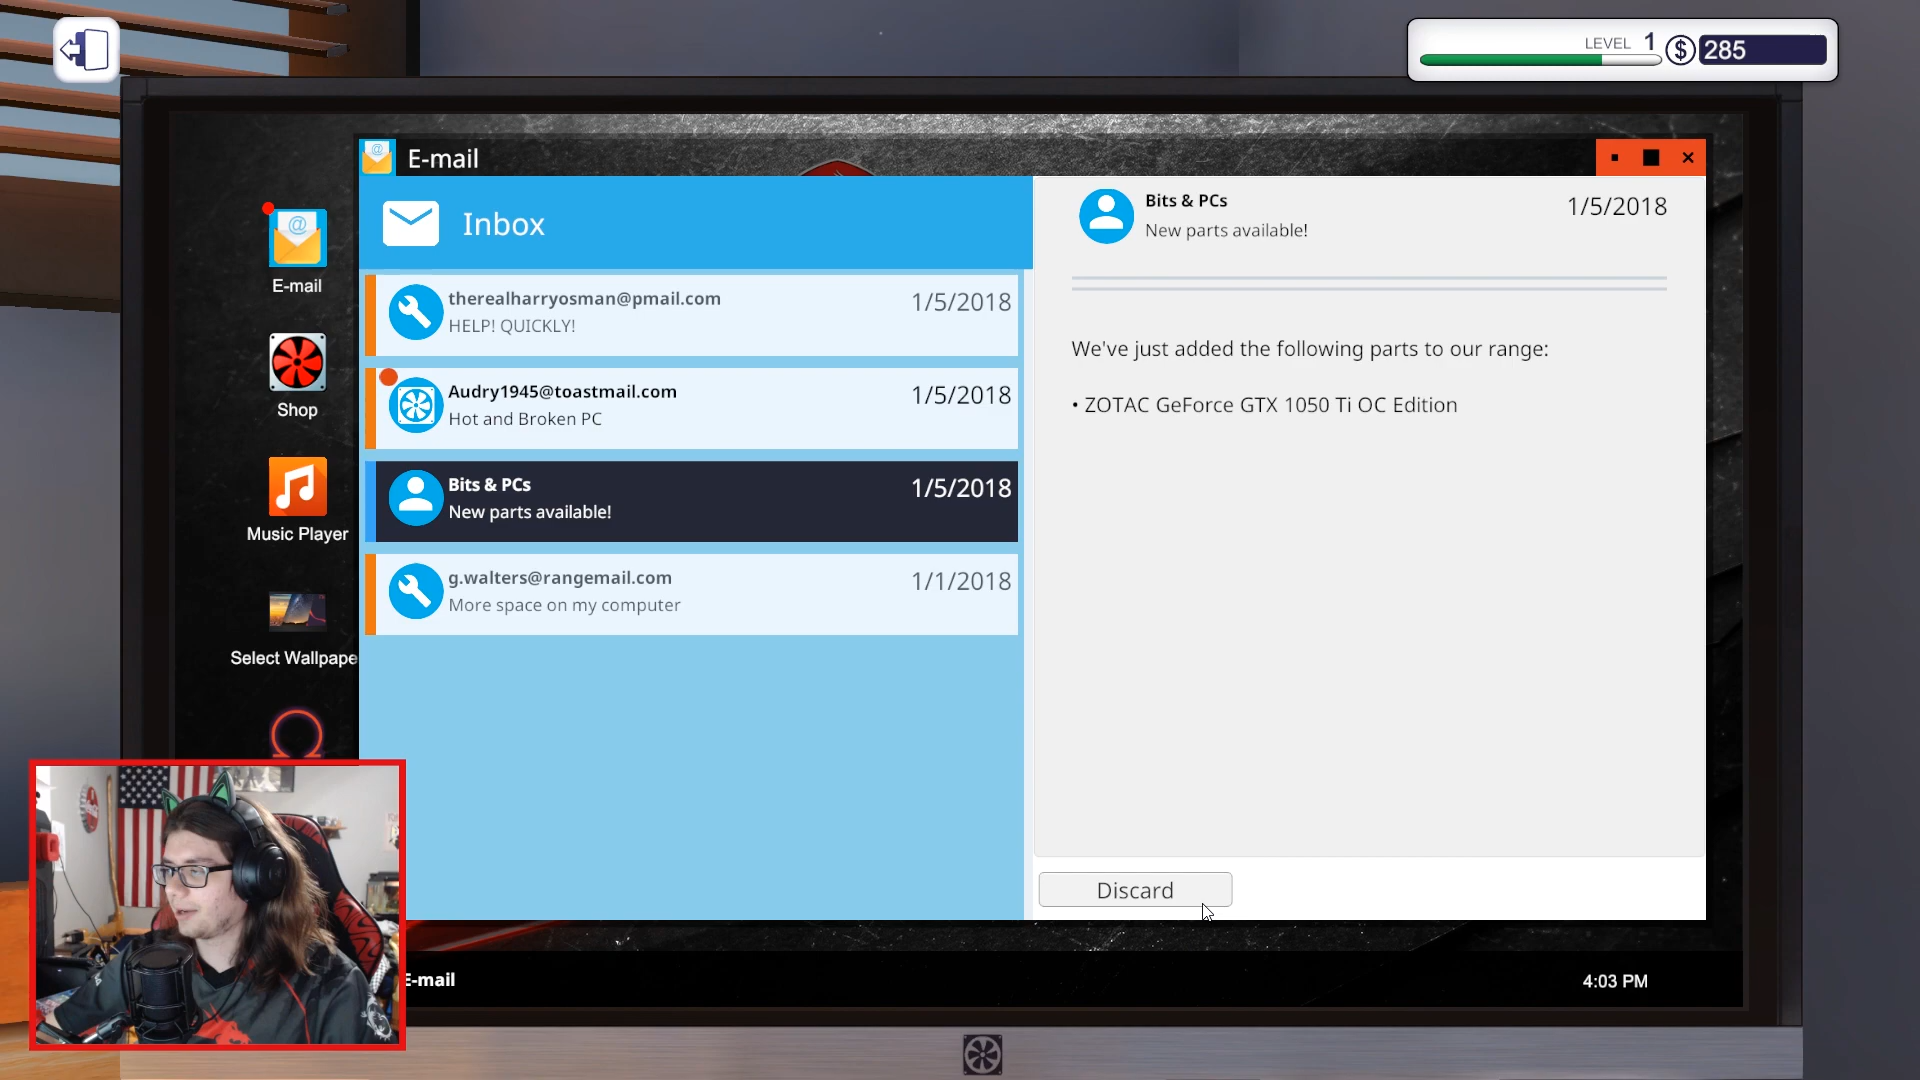 LEVEL 1
$ 285
E-mail
Inbox
therealharryosman@pmail.com
1/5/2018
HELP! QUICKLY!
Audry1945@toastmail.com
1/5/2018
Hot and Broken PC
Bits & PCs
1/5/2018
New parts available!
g.walters@rangemail.com
1/1/2018
More space on my computer
Bits & PCs
1/5/2018
New parts available!
We've just added the following parts to our range:
• ZOTAC GeForce GTX 1050 Ti OC Edition
Discard
E-mail
Shop
Music Player
Select Wallpape
E-mail
4:03 PM